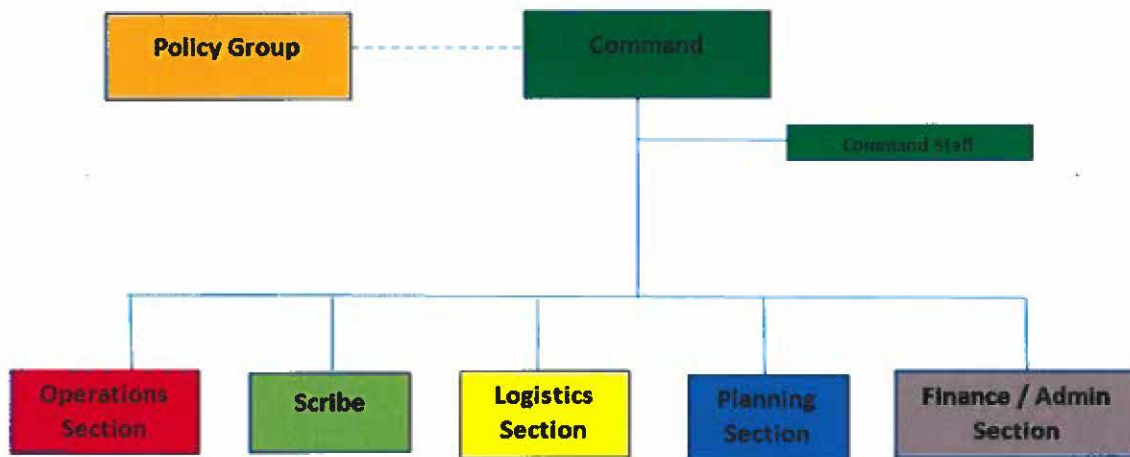 Policy Group
Command
Command Staff
Operations
Section
Scribe
Logistics
Section
Planning
Section
Finance / Admin
Section